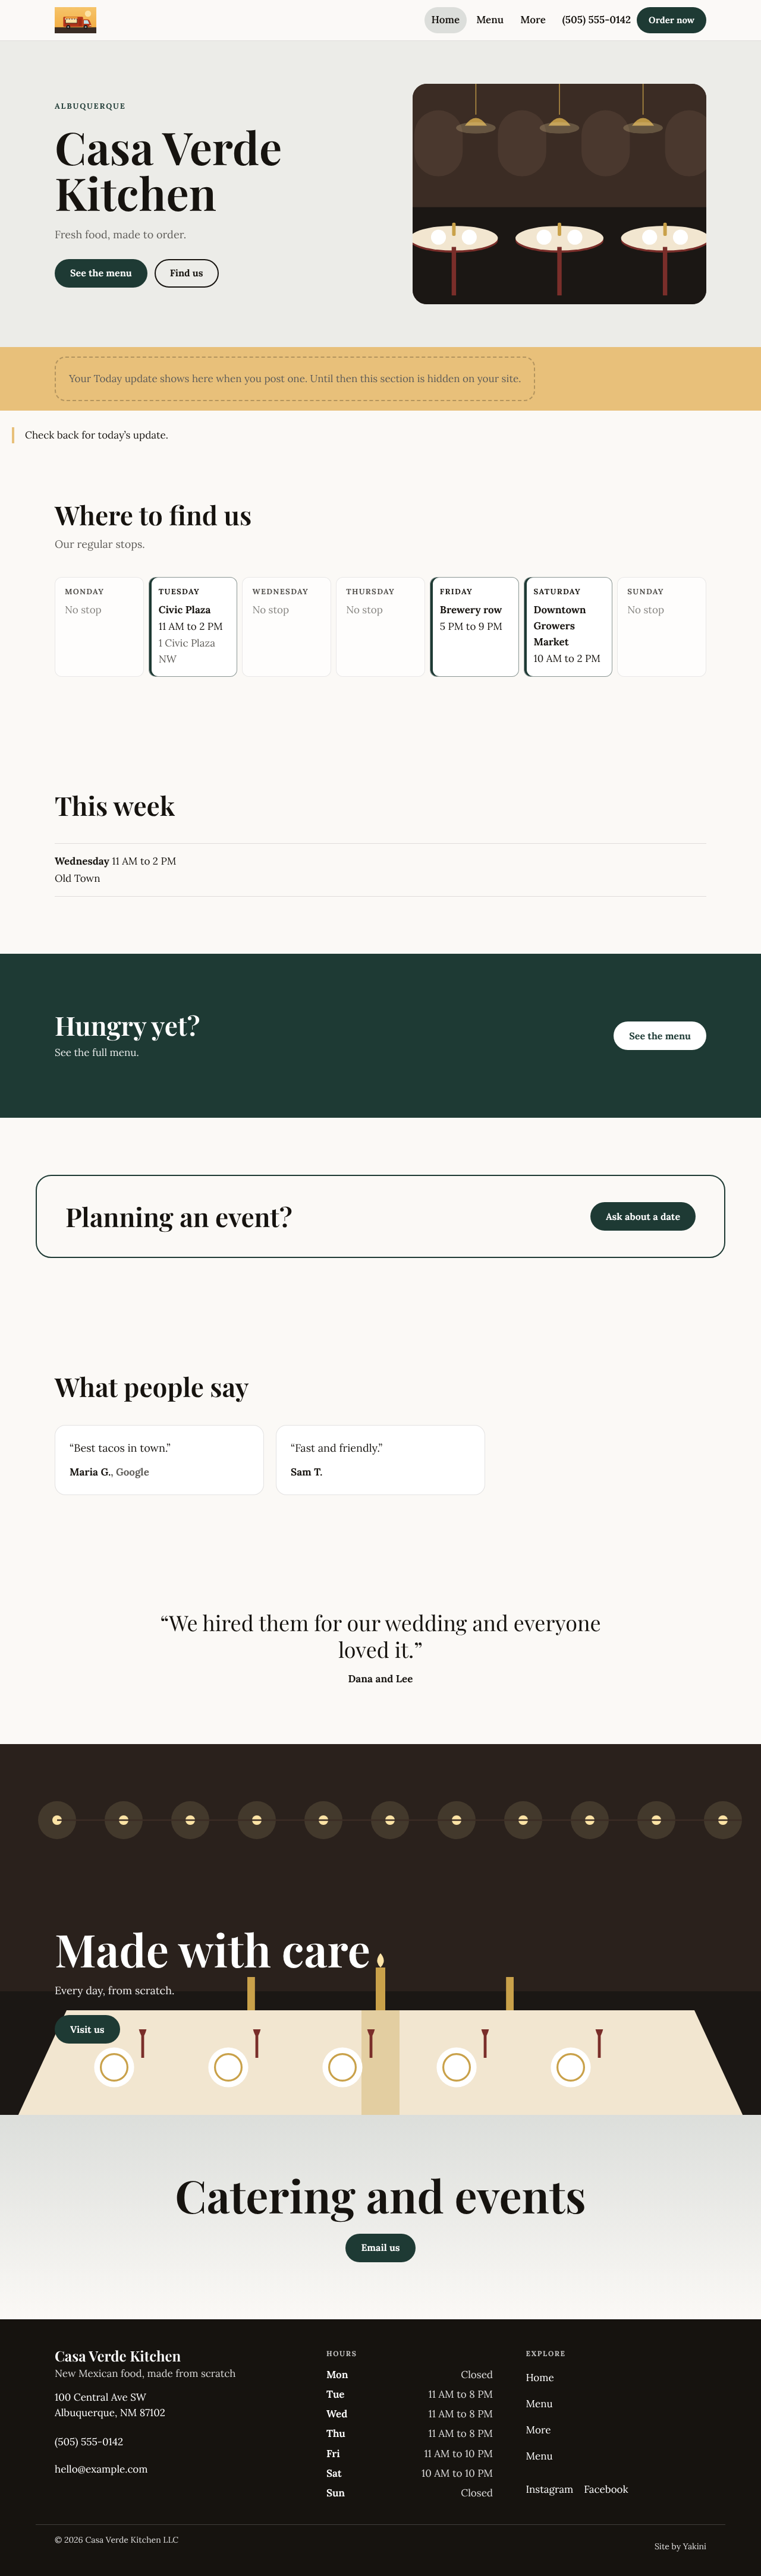 Home Menu More (505) 555-0142 Order now
ALBUQUERQUE
Casa Verde
Kitchen
Fresh food, made to order.
See the menu Find us
Your Today update shows here when you post one. Until then this section is hidden on your site.
Check back for today’s update.
Where to find us
Our regular stops.
MONDAY
No stop
TUESDAY
Civic Plaza
11 AM to 2 PM
1 Civic Plaza
NW
WEDNESDAY
No stop
THURSDAY
No stop
FRIDAY
Brewery row
5 PM to 9 PM
SATURDAY
Downtown
Growers
Market
10 AM to 2 PM
SUNDAY
No stop
This week
Wednesday 11 AM to 2 PM
Old Town
Hungry yet?
See the full menu.
See the menu
Planning an event?
Ask about a date
What people say
“Best tacos in town.”
Maria G., Google
“Fast and friendly.”
Sam T.
“We hired them for our wedding and everyone
loved it.”
Dana and Lee
Made with care
Every day, from scratch.
Visit us
Catering and events
Email us
Casa Verde Kitchen
New Mexican food, made from scratch
100 Central Ave SW
Albuquerque, NM 87102
(505) 555-0142
hello@example.com
HOURS
Mon Closed
Tue 11 AM to 8 PM
Wed 11 AM to 8 PM
Thu 11 AM to 8 PM
Fri 11 AM to 10 PM
Sat 10 AM to 10 PM
Sun Closed
EXPLORE
Home
Menu
More
Menu
Instagram Facebook
© 2026 Casa Verde Kitchen LLC
Site by Yakini